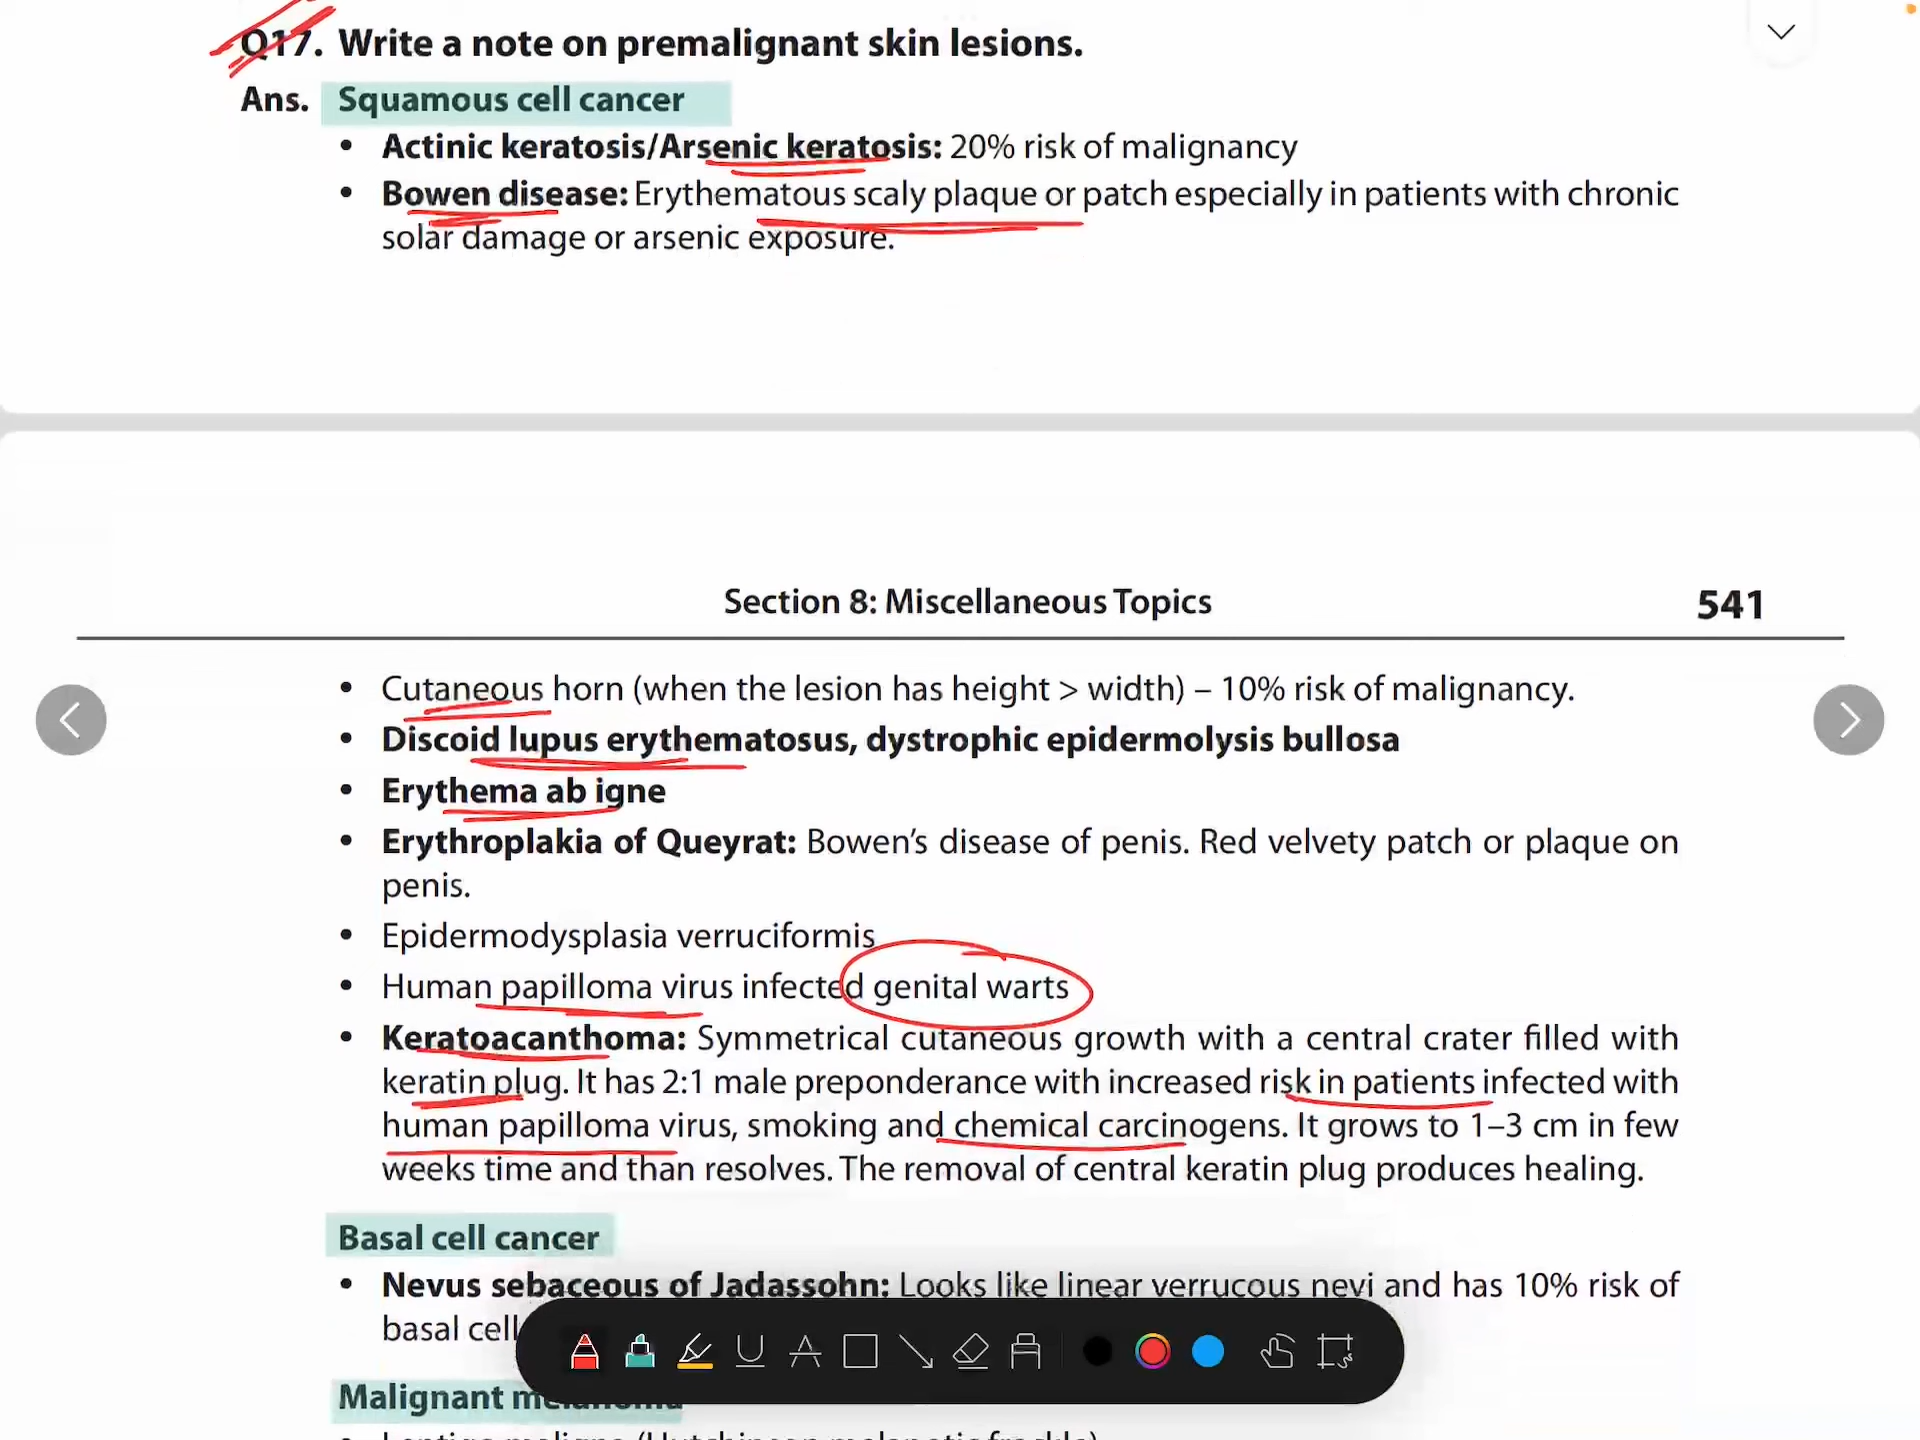 Q17. Write a note on premalignant skin lesions.
Ans. Squamous cell cancer
• Actinic keratosis/Arsenic keratosis: 20% risk of malignancy
• Bowen disease: Erythematous scaly plaque or patch especially in patients with chronic
solar damage or arsenic exposure.
Section 8: Miscellaneous Topics 541
• Cutaneous horn (when the lesion has height > width) – 10% risk of malignancy.
• Discoid lupus erythematosus, dystrophic epidermolysis bullosa
• Erythema ab igne
• Erythroplakia of Queyrat: Bowen's disease of penis. Red velvety patch or plaque on
penis.
• Epidermodysplasia verruciformis
• Human papilloma virus infected genital warts
• Keratoacanthoma: Symmetrical cutaneous growth with a central crater filled with
keratin plug. It has 2:1 male preponderance with increased risk in patients infected with
human papilloma virus, smoking and chemical carcinogens. It grows to 1–3 cm in few
weeks time and than resolves. The removal of central keratin plug produces healing.
Basal cell cancer
• Nevus sebaceous of Jadassohn: Looks like linear verrucous nevi and has 10% risk of
basal cell
Malignant melanoma
(Hutchinson melanotic freckle)